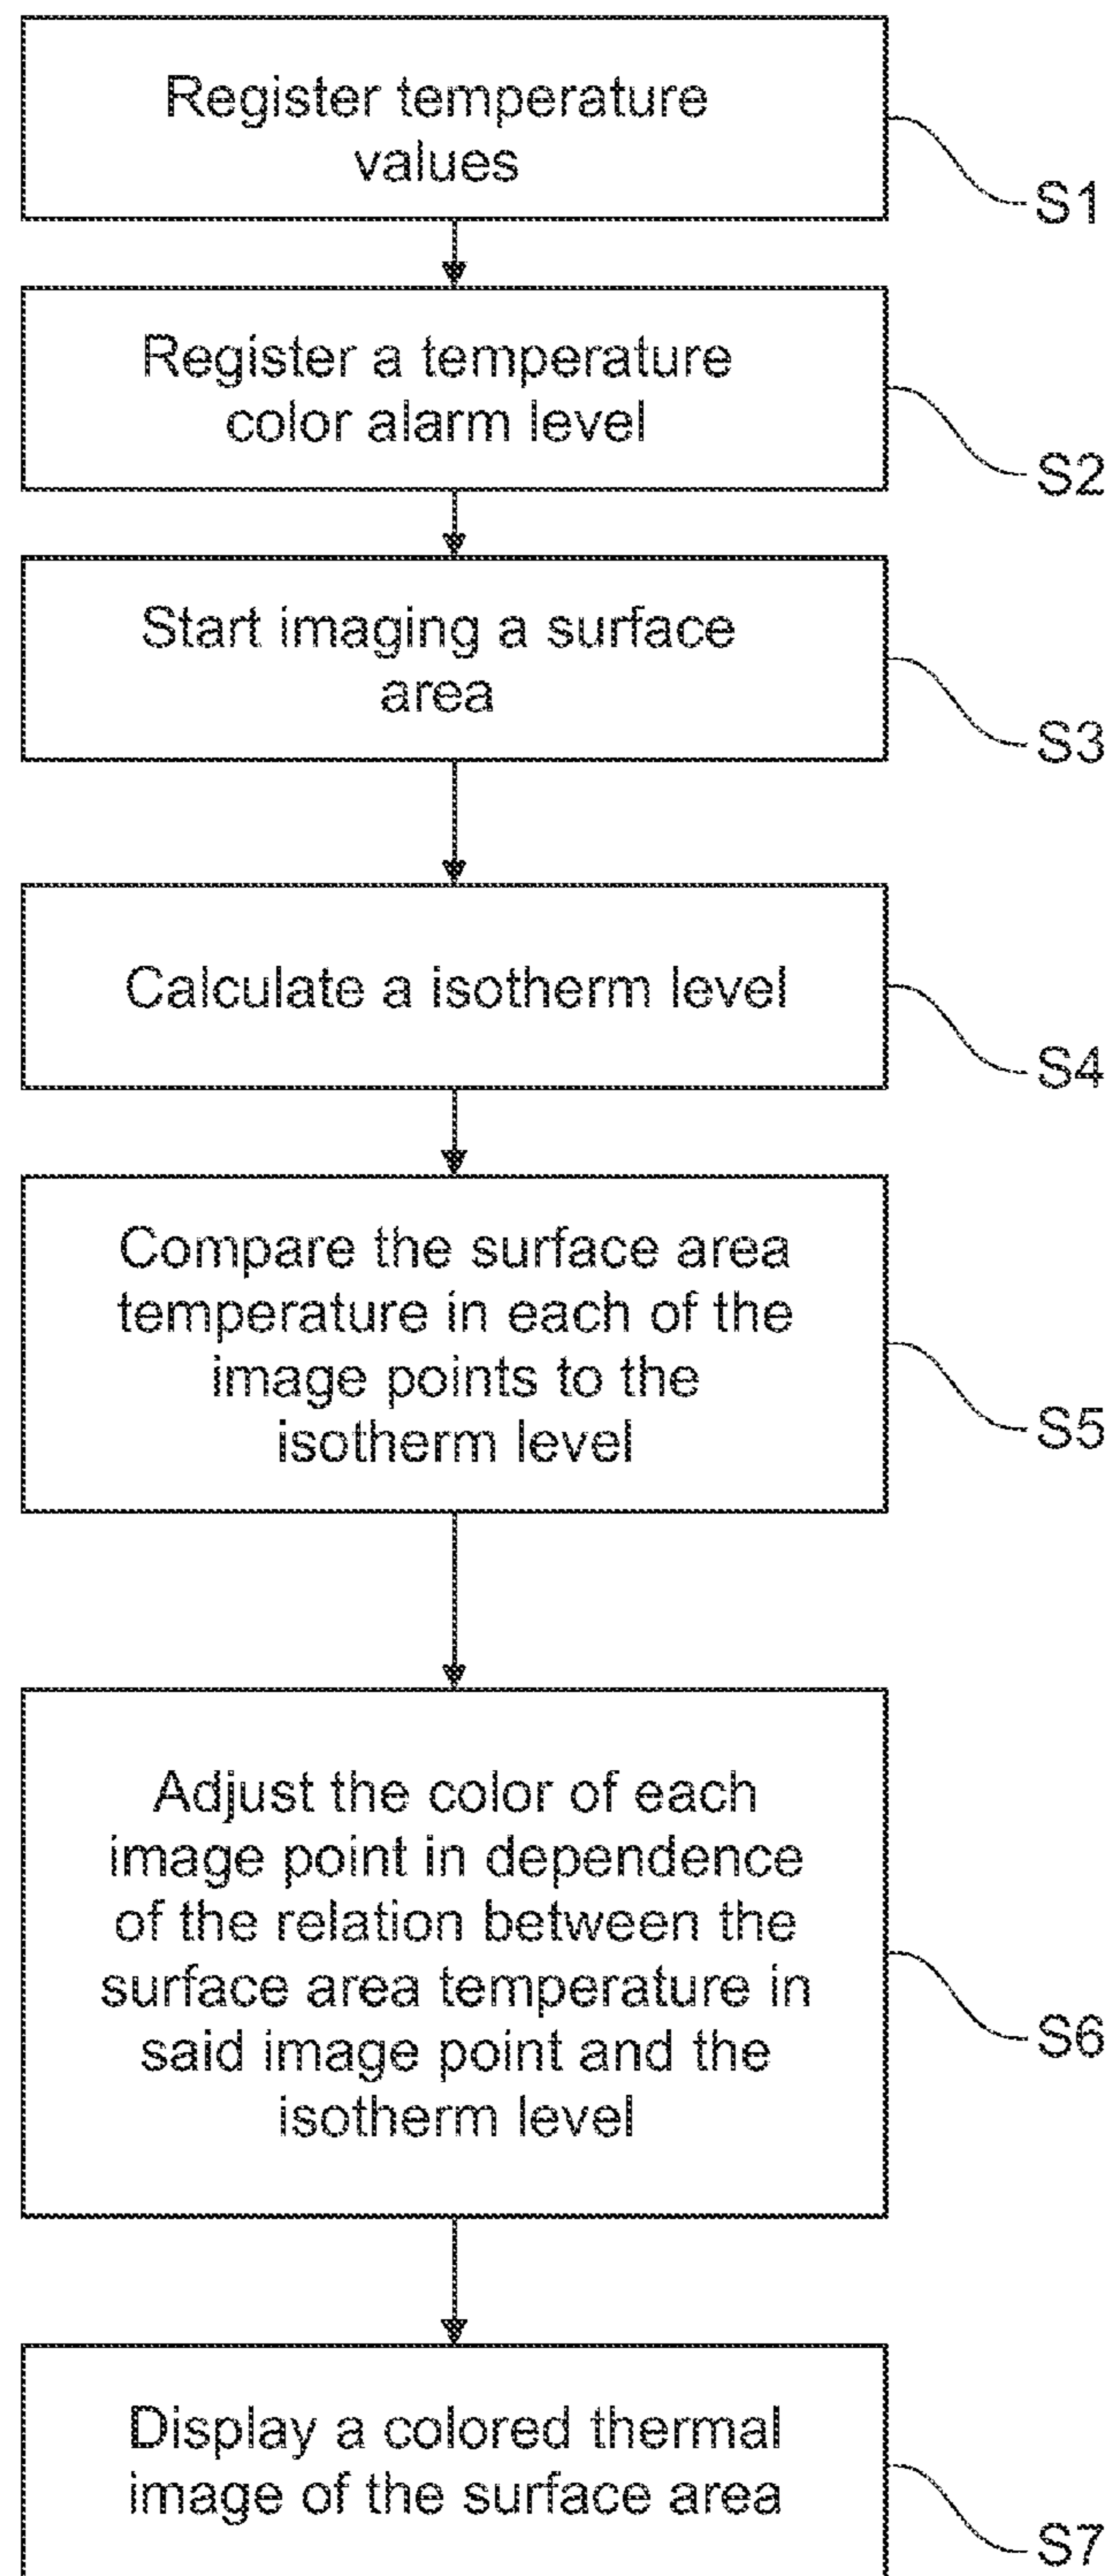 Register temperature
values
S1
Register a temperature
color alarm level
S2
Start imaging a surface
area
S3
Calculate a isotherm level
S4
Compare the surface area
temperature in each of the
image points to the
isotherm level
S5
Adjust the color of each
image point in dependence
of the relation between the
surface area temperature in
said image point and the
isotherm level
S6
Display a colored thermal
image of the surface area
S7